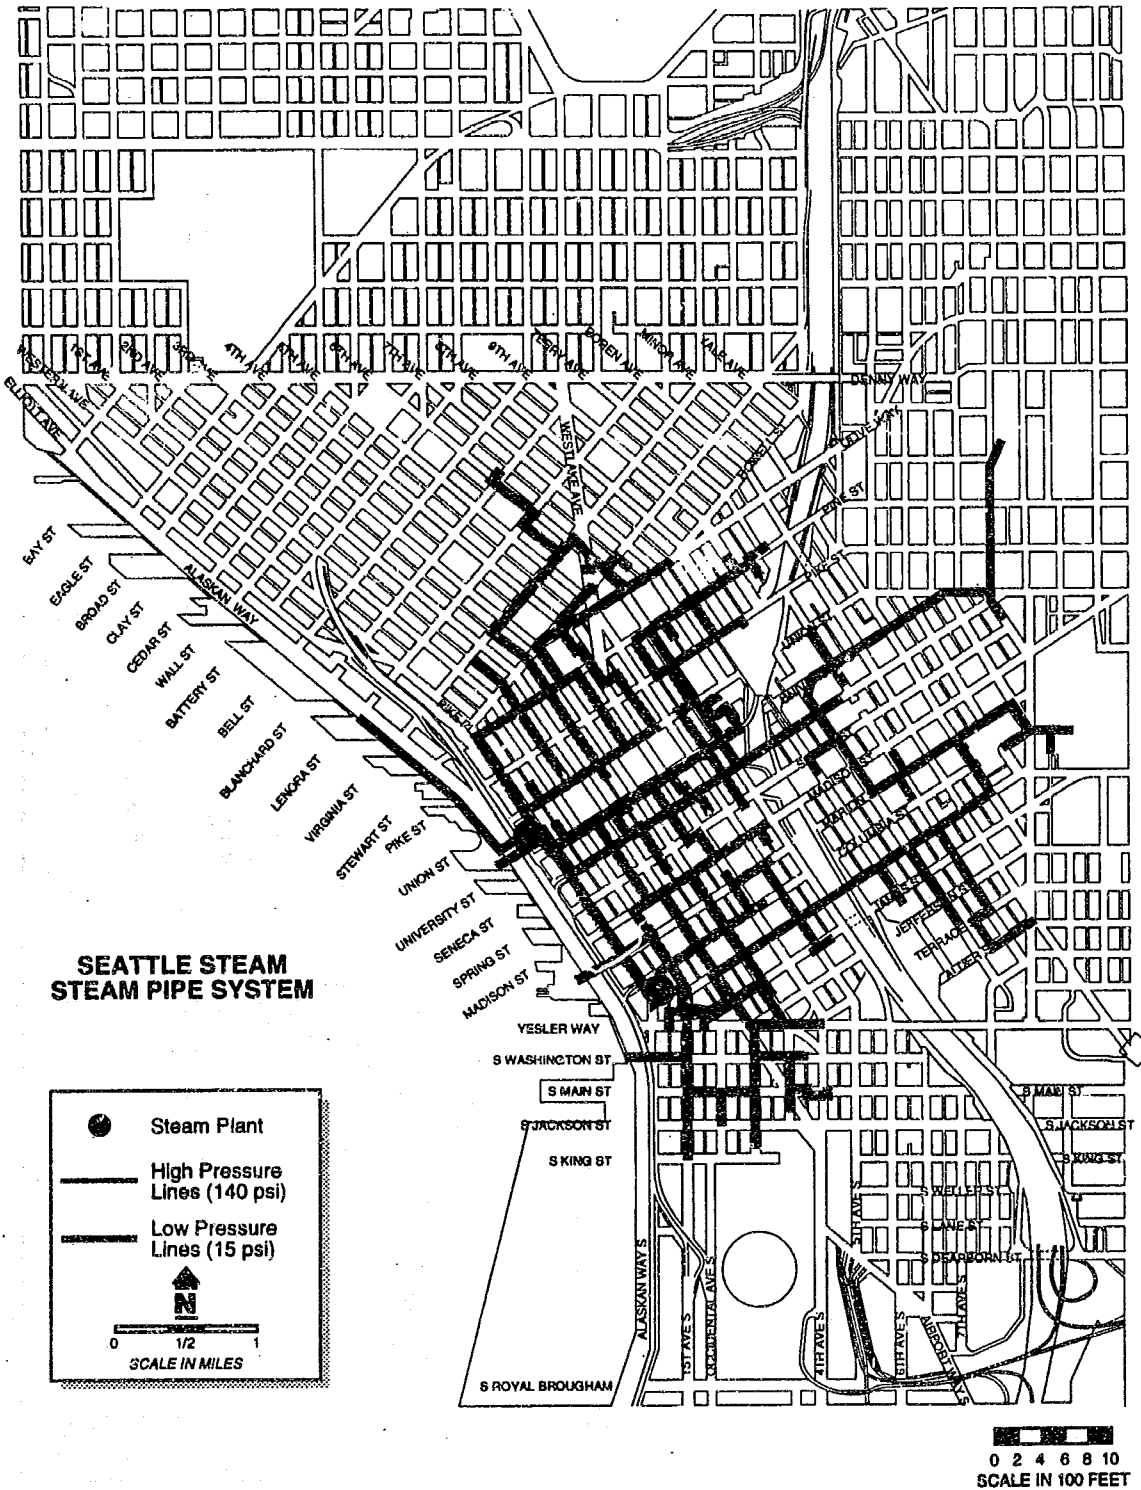 WESTERN AVE
1ST AVE
2ND AVE
3RD AVE
4TH AVE
5TH AVE
6TH AVE
7TH AVE
8TH AVE
9TH AVE
TERRY AVE
BOREN AVE
MINOR AVE
YALE AVE
DENNY WAY
ELLIOTT AVE
WESTLAKE AVE
HOWELL ST
OLIVE WAY
PINE ST
PIKE ST
UNION ST
BAY ST
EAGLE ST
BROAD ST
CLAY ST
CEDAR ST
WALL ST
BATTERY ST
BELL ST
BLANCHARD ST
LENORA ST
VIRGINIA ST
STEWART ST
PIKE ST
UNION ST
UNIVERSITY ST
SENECA ST
SPRING ST
MADISON ST
ALASKAN WAY
MADISON ST
MARION
COLUMBIA ST
JEFFERSON ST
TERRACE
ALDER
YESLER WAY
S WASHINGTON ST
S MAIN ST
S JACKSON ST
S KING ST
S MAIN ST
S JACKSON ST
S KING ST
S WELLER ST
S LANE ST
S DEARBORN ST
ALASKAN WAY S
1ST AVE S
OCCIDENTAL AVE S
4TH AVE S
5TH AVE S
6TH AVE S
7TH AVE S
AIRPORT WAY S
S ROYAL BROUGHAM
SEATTLE STEAM
STEAM PIPE SYSTEM
Steam Plant
High Pressure
Lines (140 psi)
Low Pressure
Lines (15 psi)
N
0 1/2 1
SCALE IN MILES
0 2 4 6 8 10
SCALE IN 100 FEET